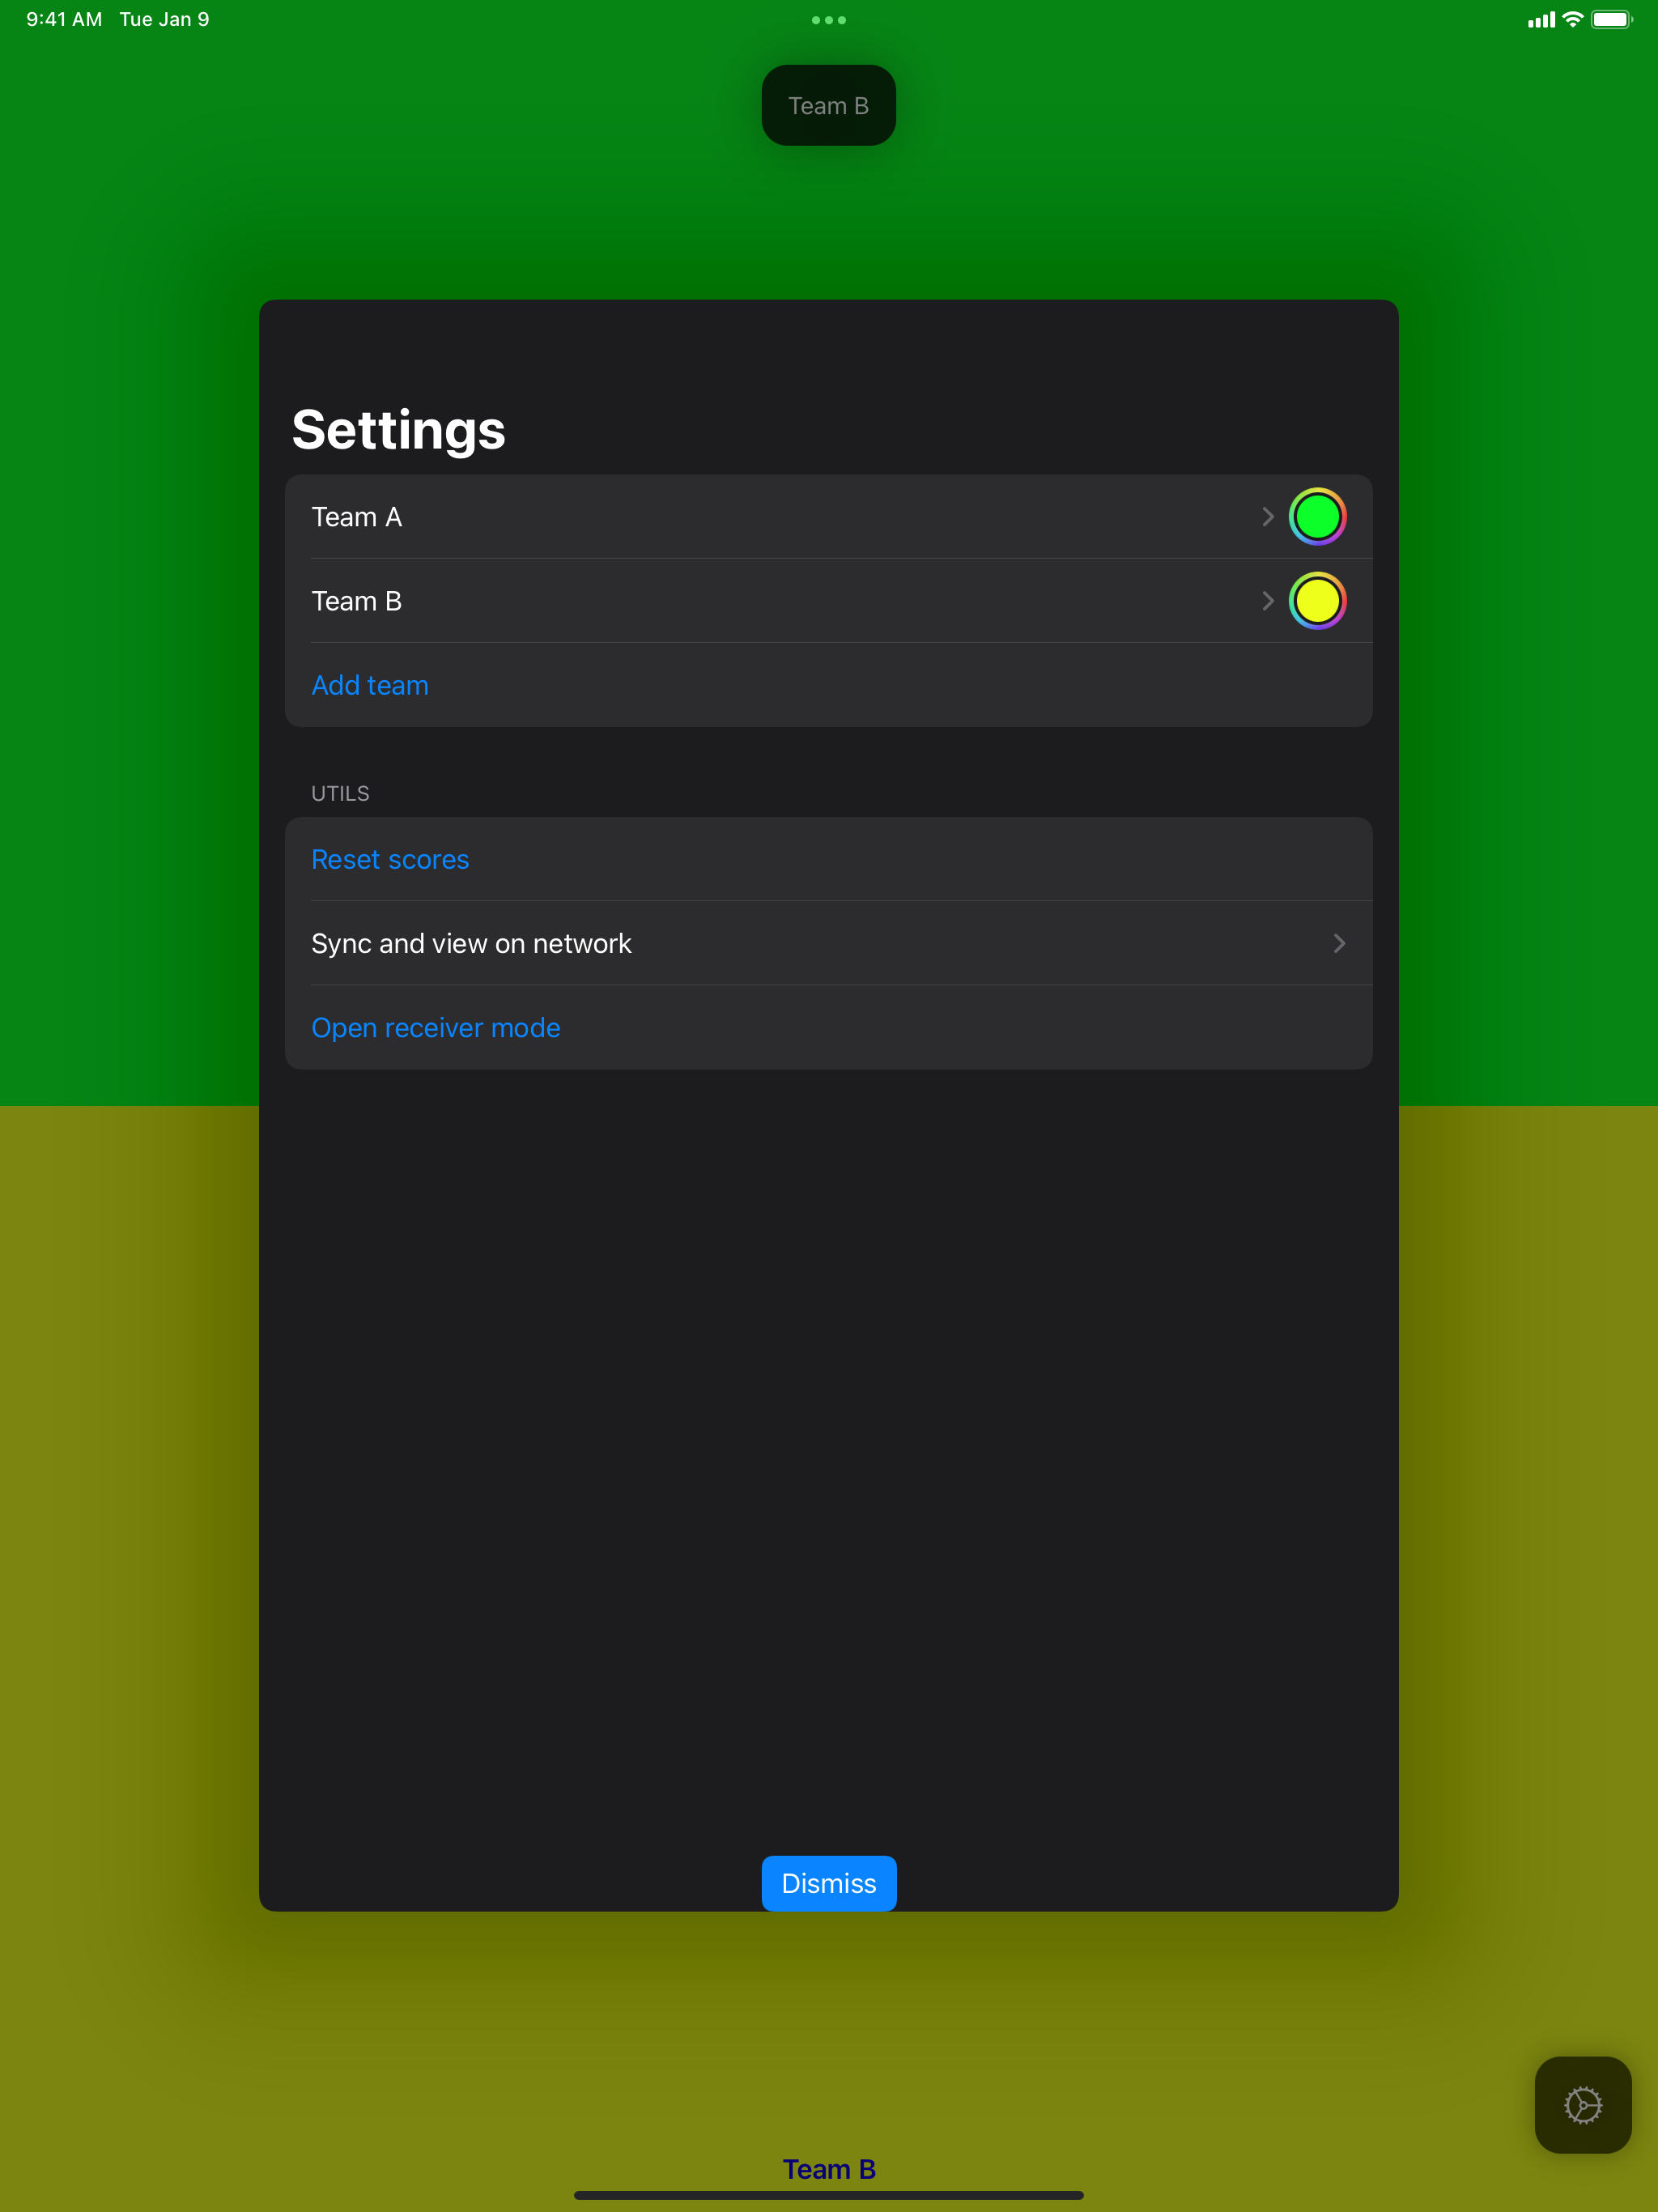 9:41 AM Tue Jan 9
Team B
Settings
Team A
Team B
Add team
UTILS
Reset scores
Sync and view on network
Open receiver mode
Dismiss
Team B